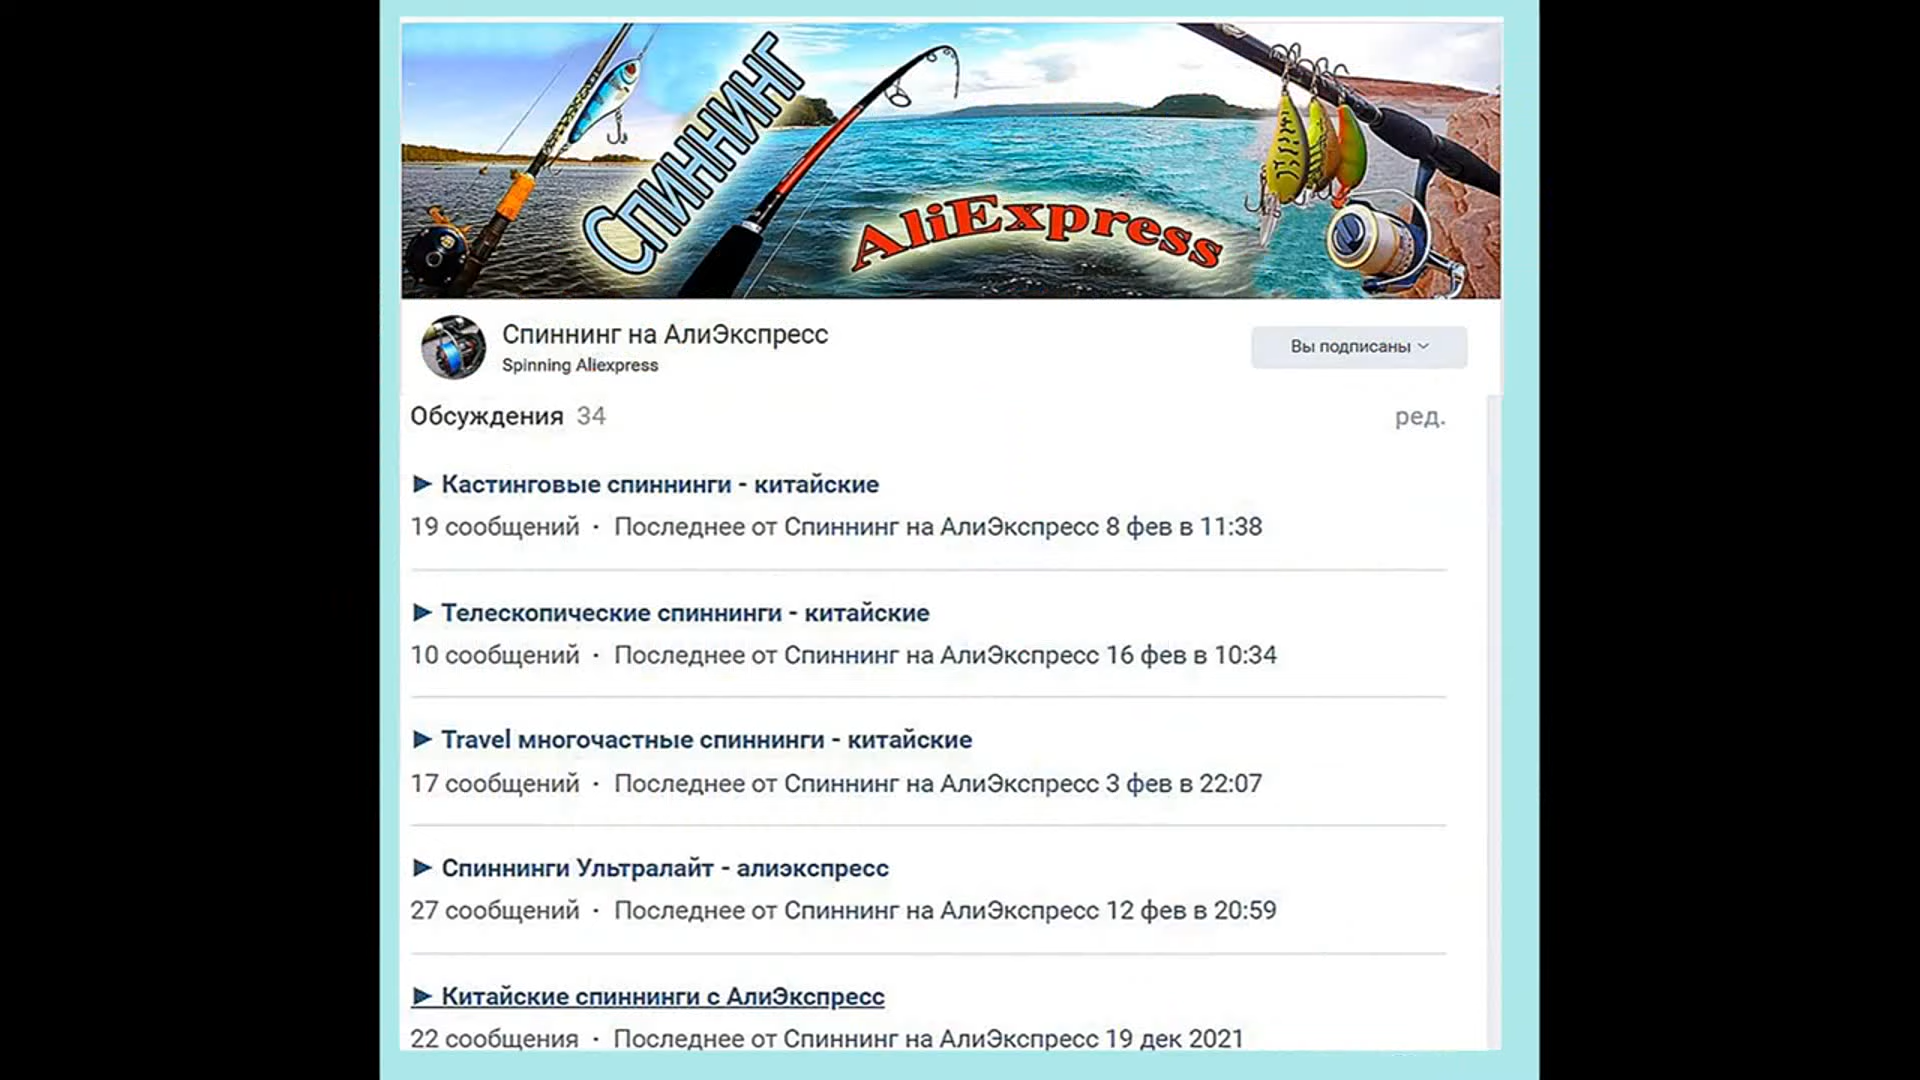 Спиннинг
AliExpress
Спиннинг на АлиЭкспресс
Spinning Aliexpress
Вы подписаны
Обсуждения 34
ред.
► Кастинговые спиннинги - китайские
19 сообщений · Последнее от Спиннинг на АлиЭкспресс 8 фев в 11:38
► Телескопические спиннинги - китайские
10 сообщений · Последнее от Спиннинг на АлиЭкспресс 16 фев в 10:34
► Travel многочастные спиннинги - китайские
17 сообщений · Последнее от Спиннинг на АлиЭкспресс 3 фев в 22:07
► Спиннинги Ультралайт - алиэкспресс
27 сообщений · Последнее от Спиннинг на АлиЭкспресс 12 фев в 20:59
► Китайские спиннинги с АлиЭкспресс
22 сообщения · Последнее от Спиннинг на АлиЭкспресс 19 дек 2021